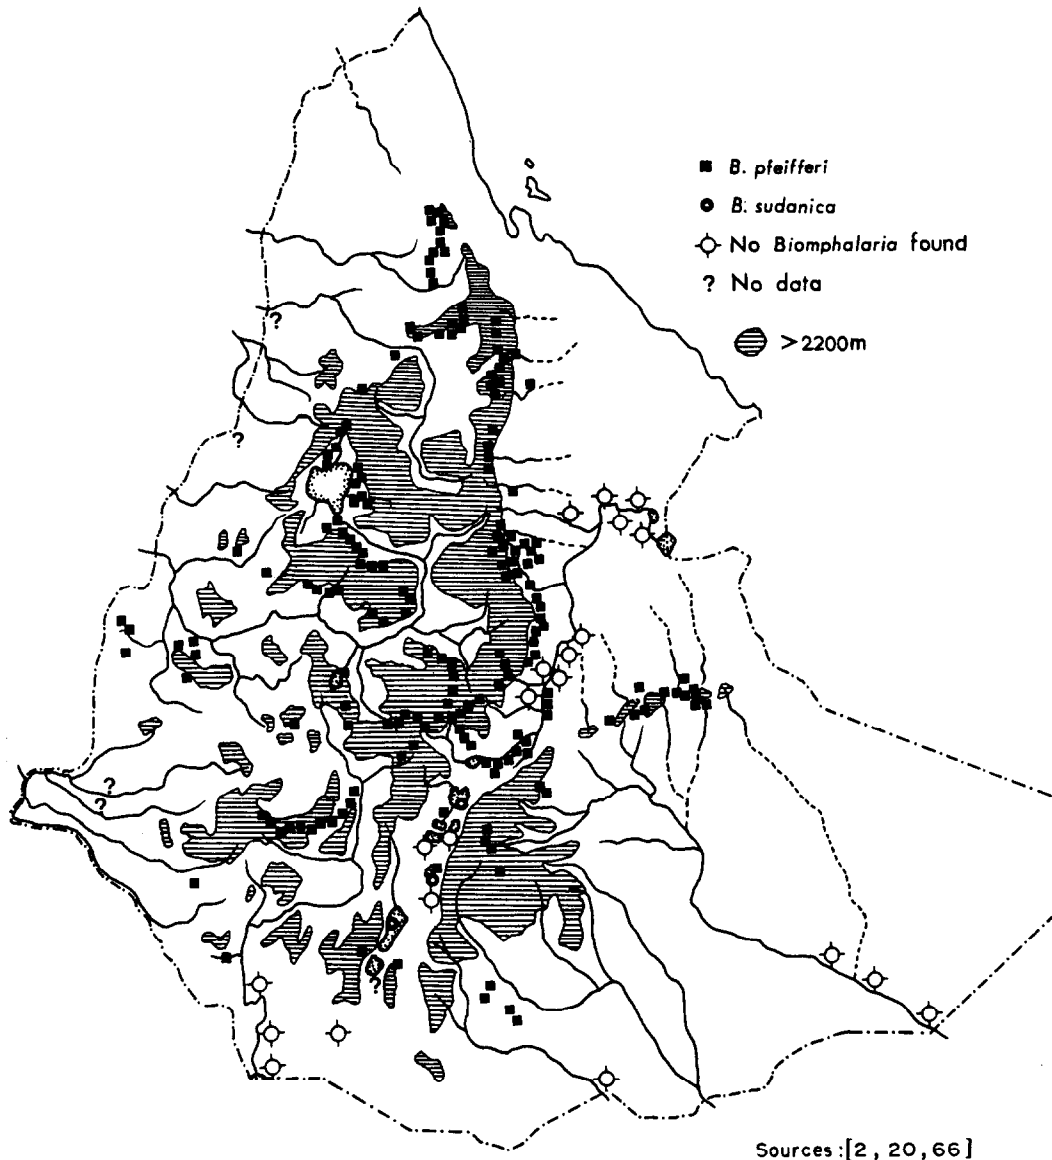 B. pfeifferi
B. sudanica
No Biomphalaria found
? No data
>2200m
?
?
?
?
?
Sources:[2, 20, 66]